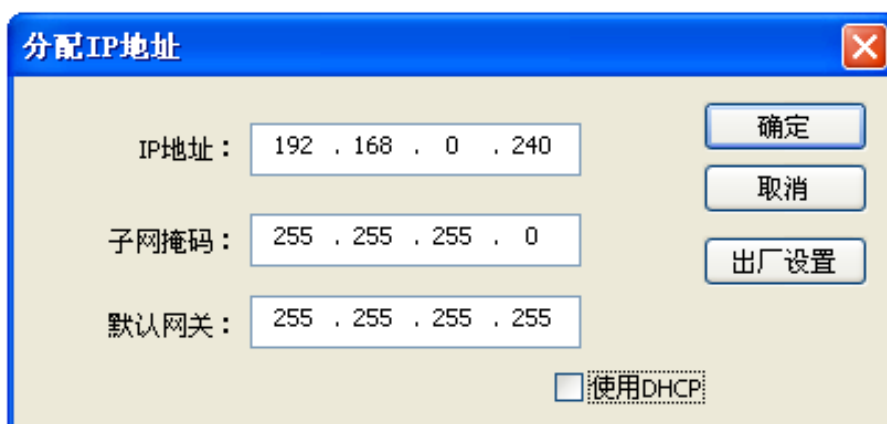 分配IP地址
IP地址： 192 . 168 . 0 . 240
确定
取消
子网掩码： 255 . 255 . 255 . 0
出厂设置
默认网关： 255 . 255 . 255 . 255
使用DHCP